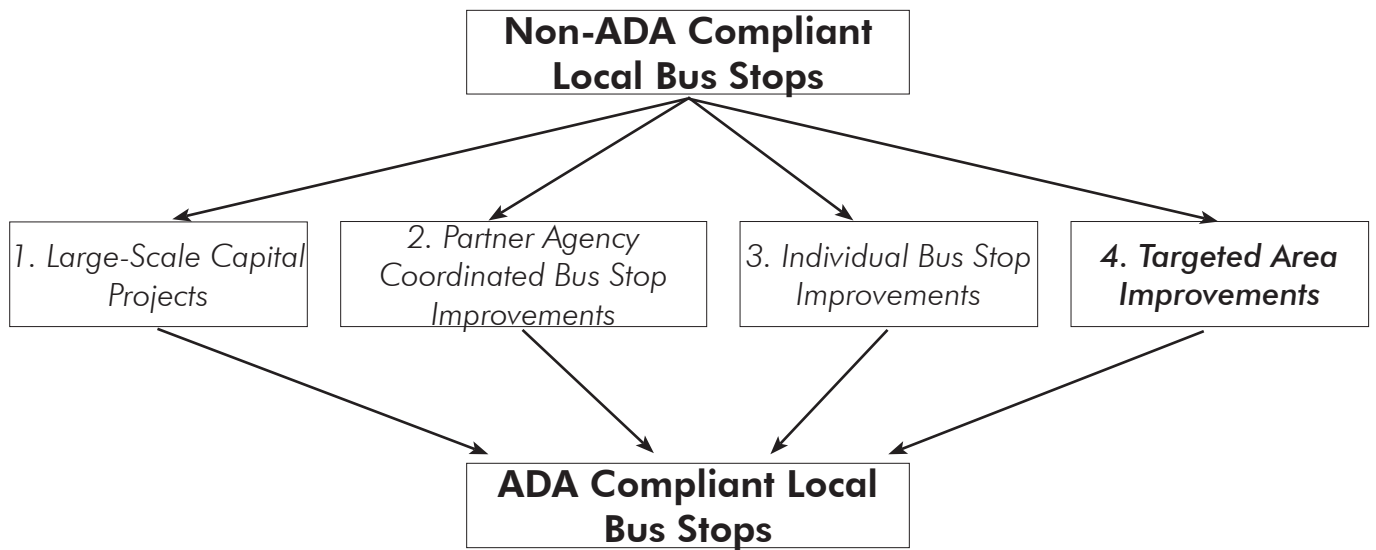 Non-ADA Compliant
Local Bus Stops
1. Large-Scale Capital
Projects
2. Partner Agency
Coordinated Bus Stop
Improvements
3. Individual Bus Stop
Improvements
4. Targeted Area
Improvements
ADA Compliant Local
Bus Stops